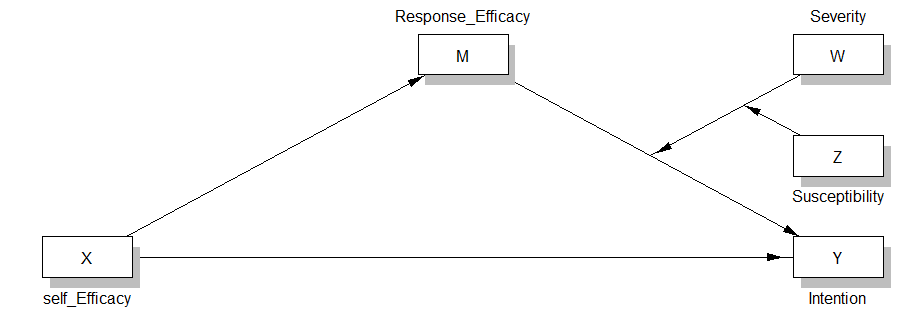 Response_Efficacy
Severity
M
W
Z
Susceptibility
X
Y
self_Efficacy
Intention